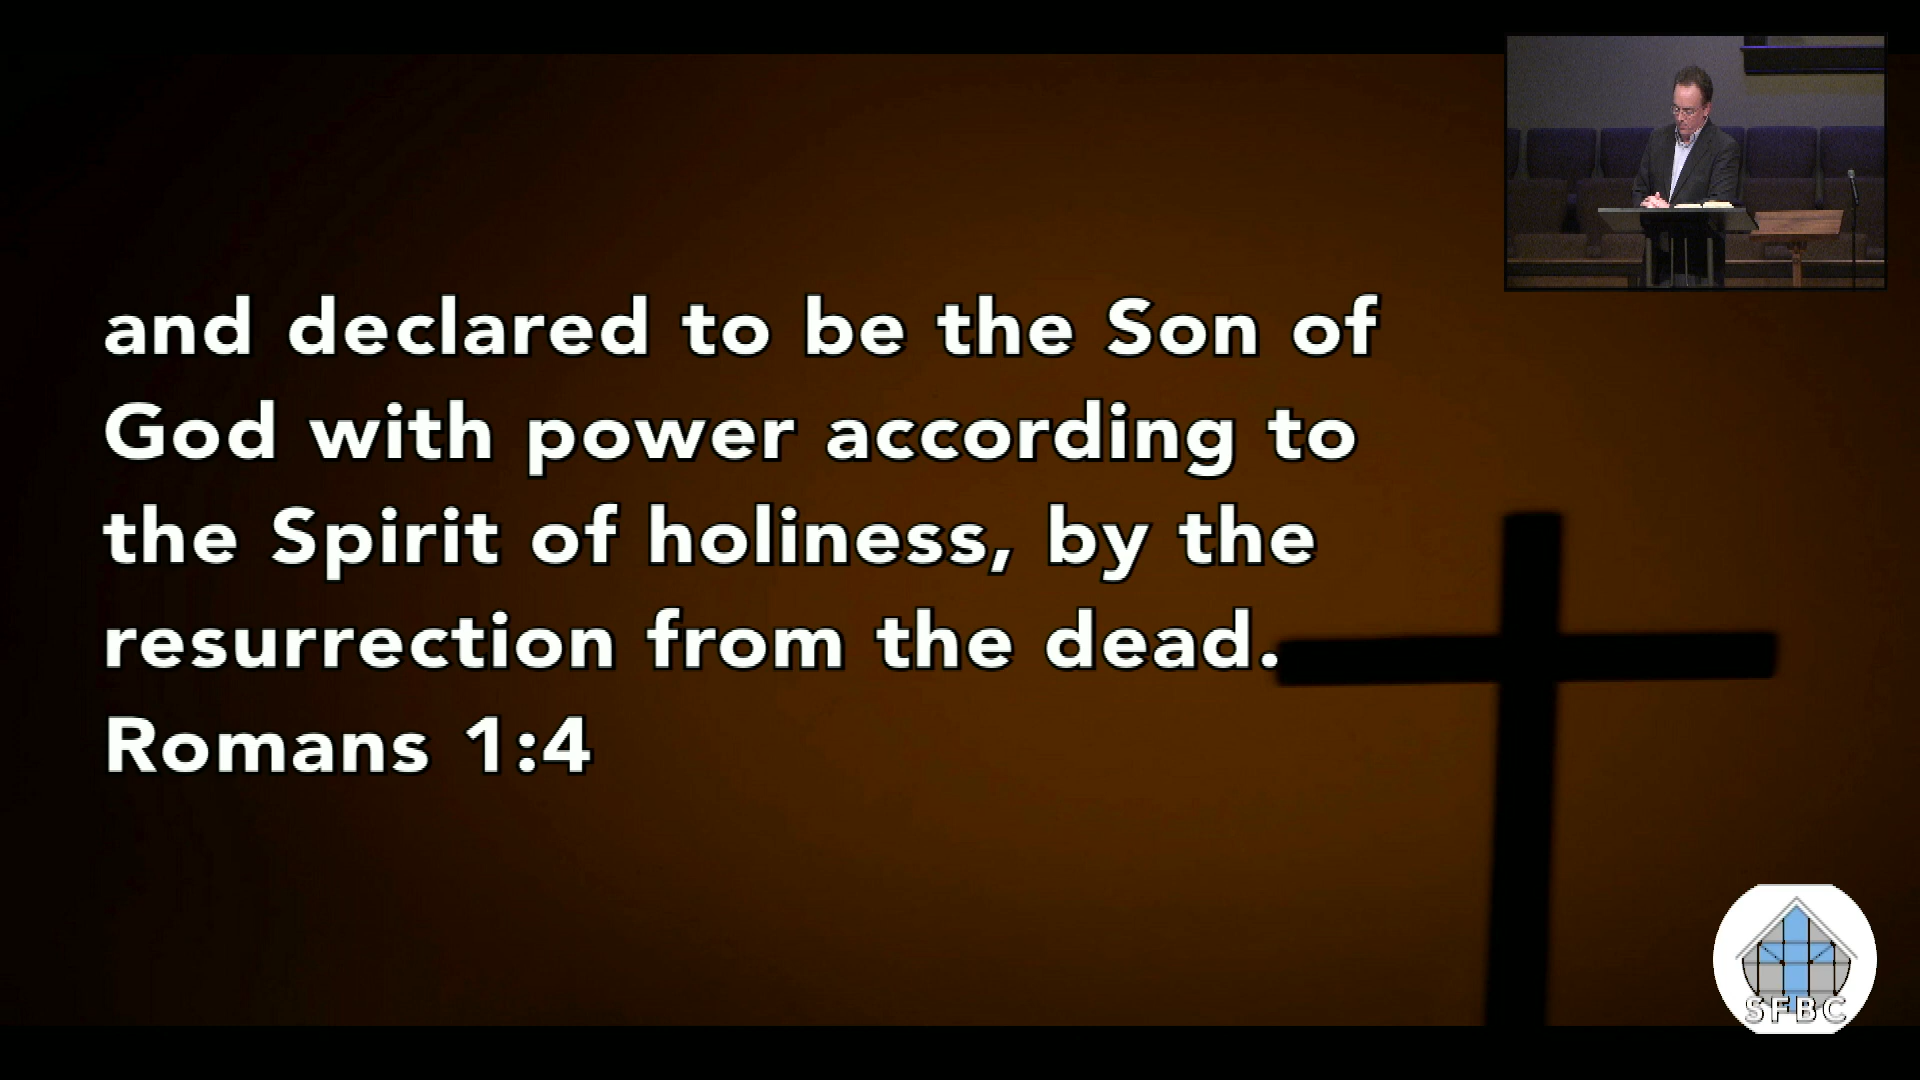 and declared to be the Son of
God with power according to
the Spirit of holiness, by the
resurrection from the dead.
Romans 1:4
SFBC